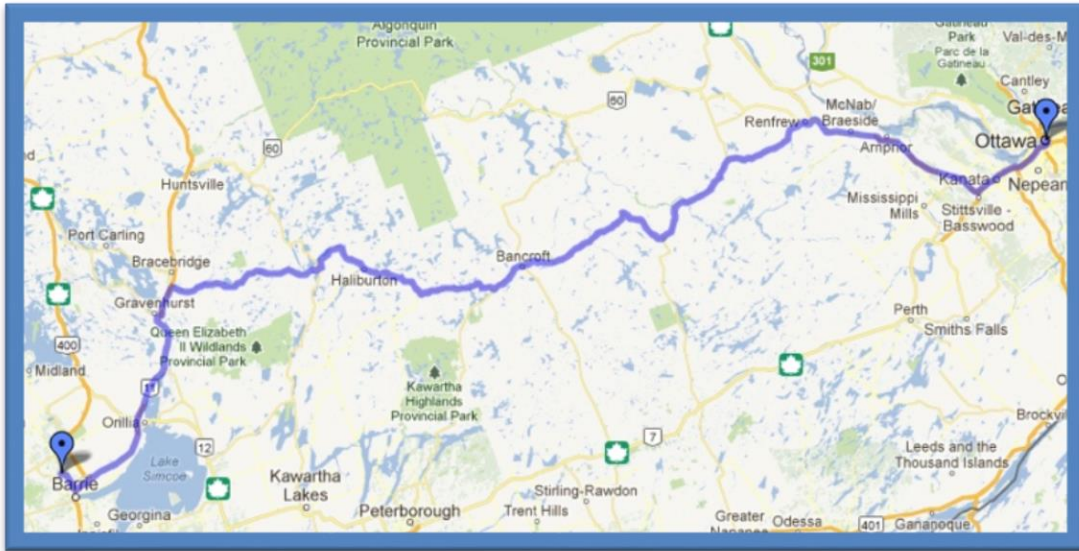 Algonquin
Provincial Park
Gatineau
Park
Parc de la
Gatineau
Val-des-M
Cantley
60
301
McNab/
Braeside
Renfrew
Arnprior
Gatinea
Ottawa
Kanata
Nepean
60
Huntsville
Mississippi
Mills
Stittsville -
Basswood
Port Carling
Bracebridge
Haliburton
Bancroft
Gravenhurst
Perth
Smiths Falls
Queen Elizabeth
II Wildlands
Provincial Park
400
Midland
Kawartha
Highlands
Provincial Park
11
Orillia
12
7
Brockvi
Leeds and the
Thousand Islands
Lake
Simcoe
Barrie
Kawartha
Lakes
Stirling-Rawdon
Georgina
Peterborough
Trent Hills
Greater
Odessa
401
Gananoque